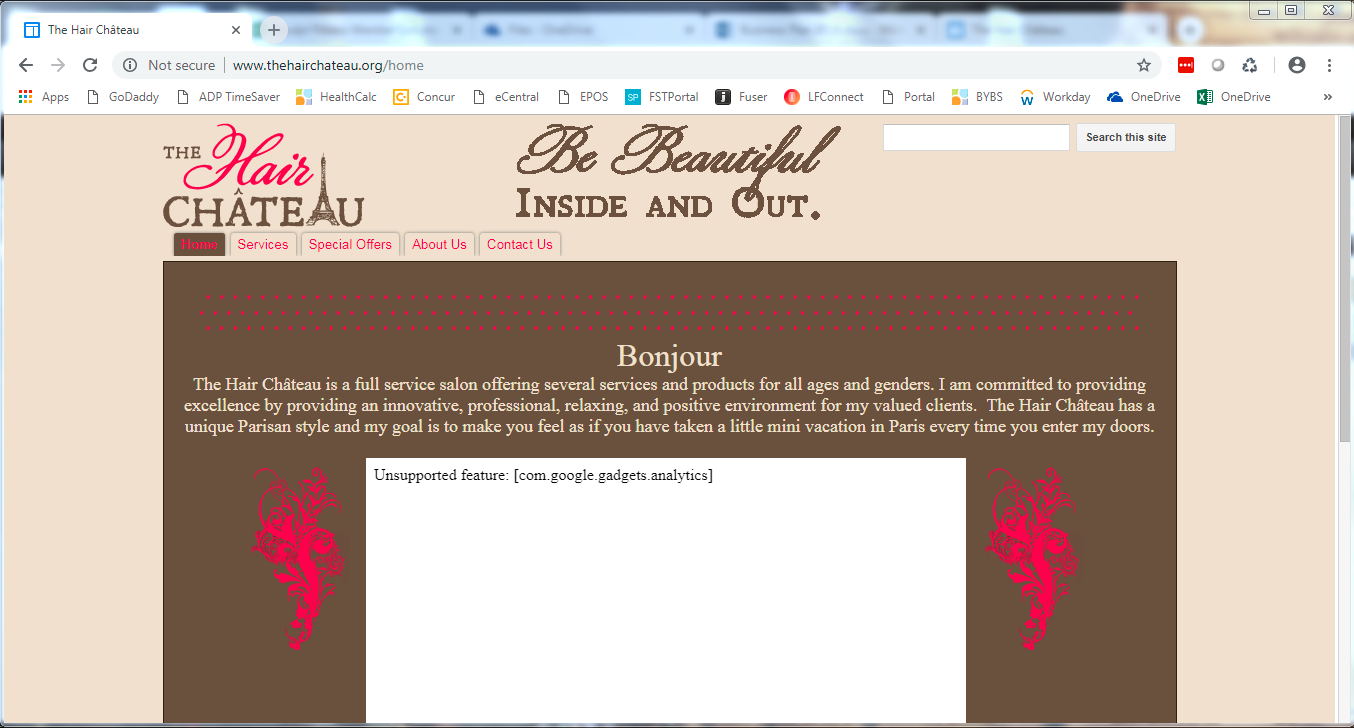 The Hair Château
Not secure | www.thehairchateau.org/home
Apps GoDaddy ADP TimeSaver HealthCalc Concur eCentral EPOS SP FSTPortal Fuser LFConnect Portal BYBS Workday OneDrive OneDrive »
THE Hair CHÂTEAU
Be Beautiful
INSIDE AND OUT.
Search this site
Home Services Special Offers About Us Contact Us
Bonjour
The Hair Château is a full service salon offering several services and products for all ages and genders. I am committed to providing
excellence by providing an innovative, professional, relaxing, and positive environment for my valued clients. The Hair Château has a
unique Parisan style and my goal is to make you feel as if you have taken a little mini vacation in Paris every time you enter my doors.
Unsupported feature: [com.google.gadgets.analytics]